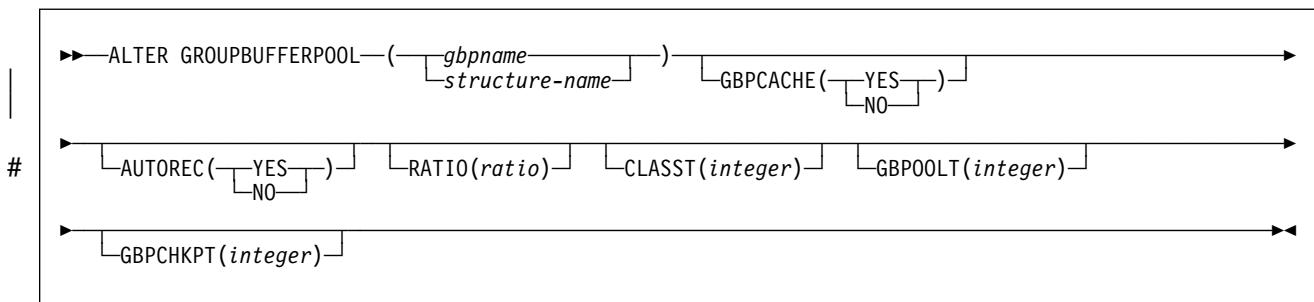 ALTER GROUPBUFFERPOOL ( gbpname )
structure-name
GBPCACHE( YES )
NO
# AUTOREC( YES ) RATIO(ratio) CLASST(integer) GBPOOLT(integer)
NO
GBPCHKPT(integer)